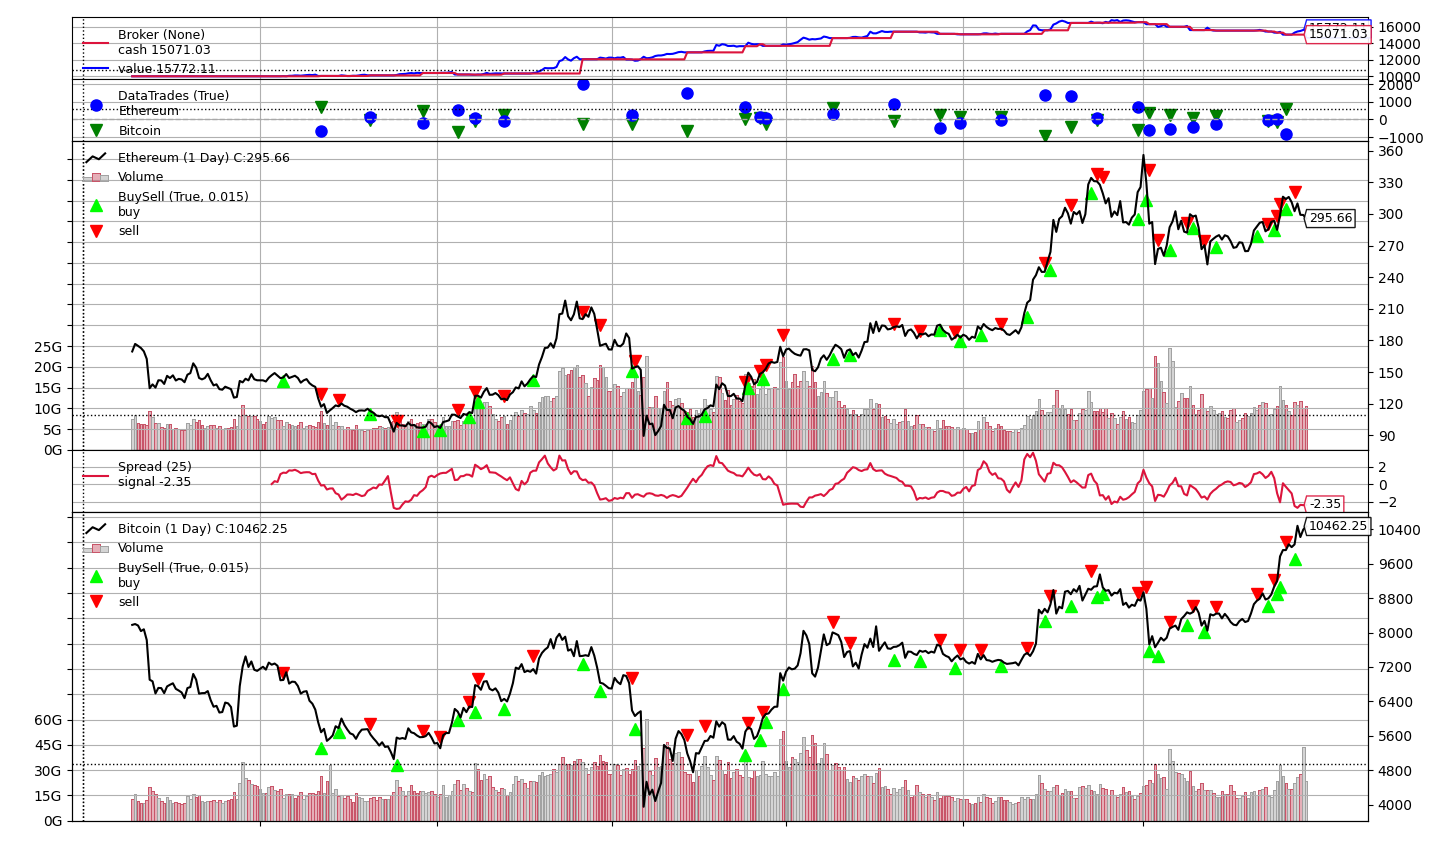 Broker (None)
cash 15071.03
value 15772.11
16000
15772.11
15071.03
14000
12000
10000
DataTrades (True)
Ethereum
Bitcoin
2000
1000
0
−1000
Ethereum (1 Day) C:295.66
Volume
BuySell (True, 0.015)
buy
sell
360
330
300
295.66
270
240
210
180
150
120
90
25G
20G
15G
10G
5G
0G
Spread (25)
signal -2.35
2
0
−2
-2.35
Bitcoin (1 Day) C:10462.25
Volume
BuySell (True, 0.015)
buy
sell
10462.25
10400
9600
8800
8000
7200
6400
5600
4800
4000
60G
45G
30G
15G
0G